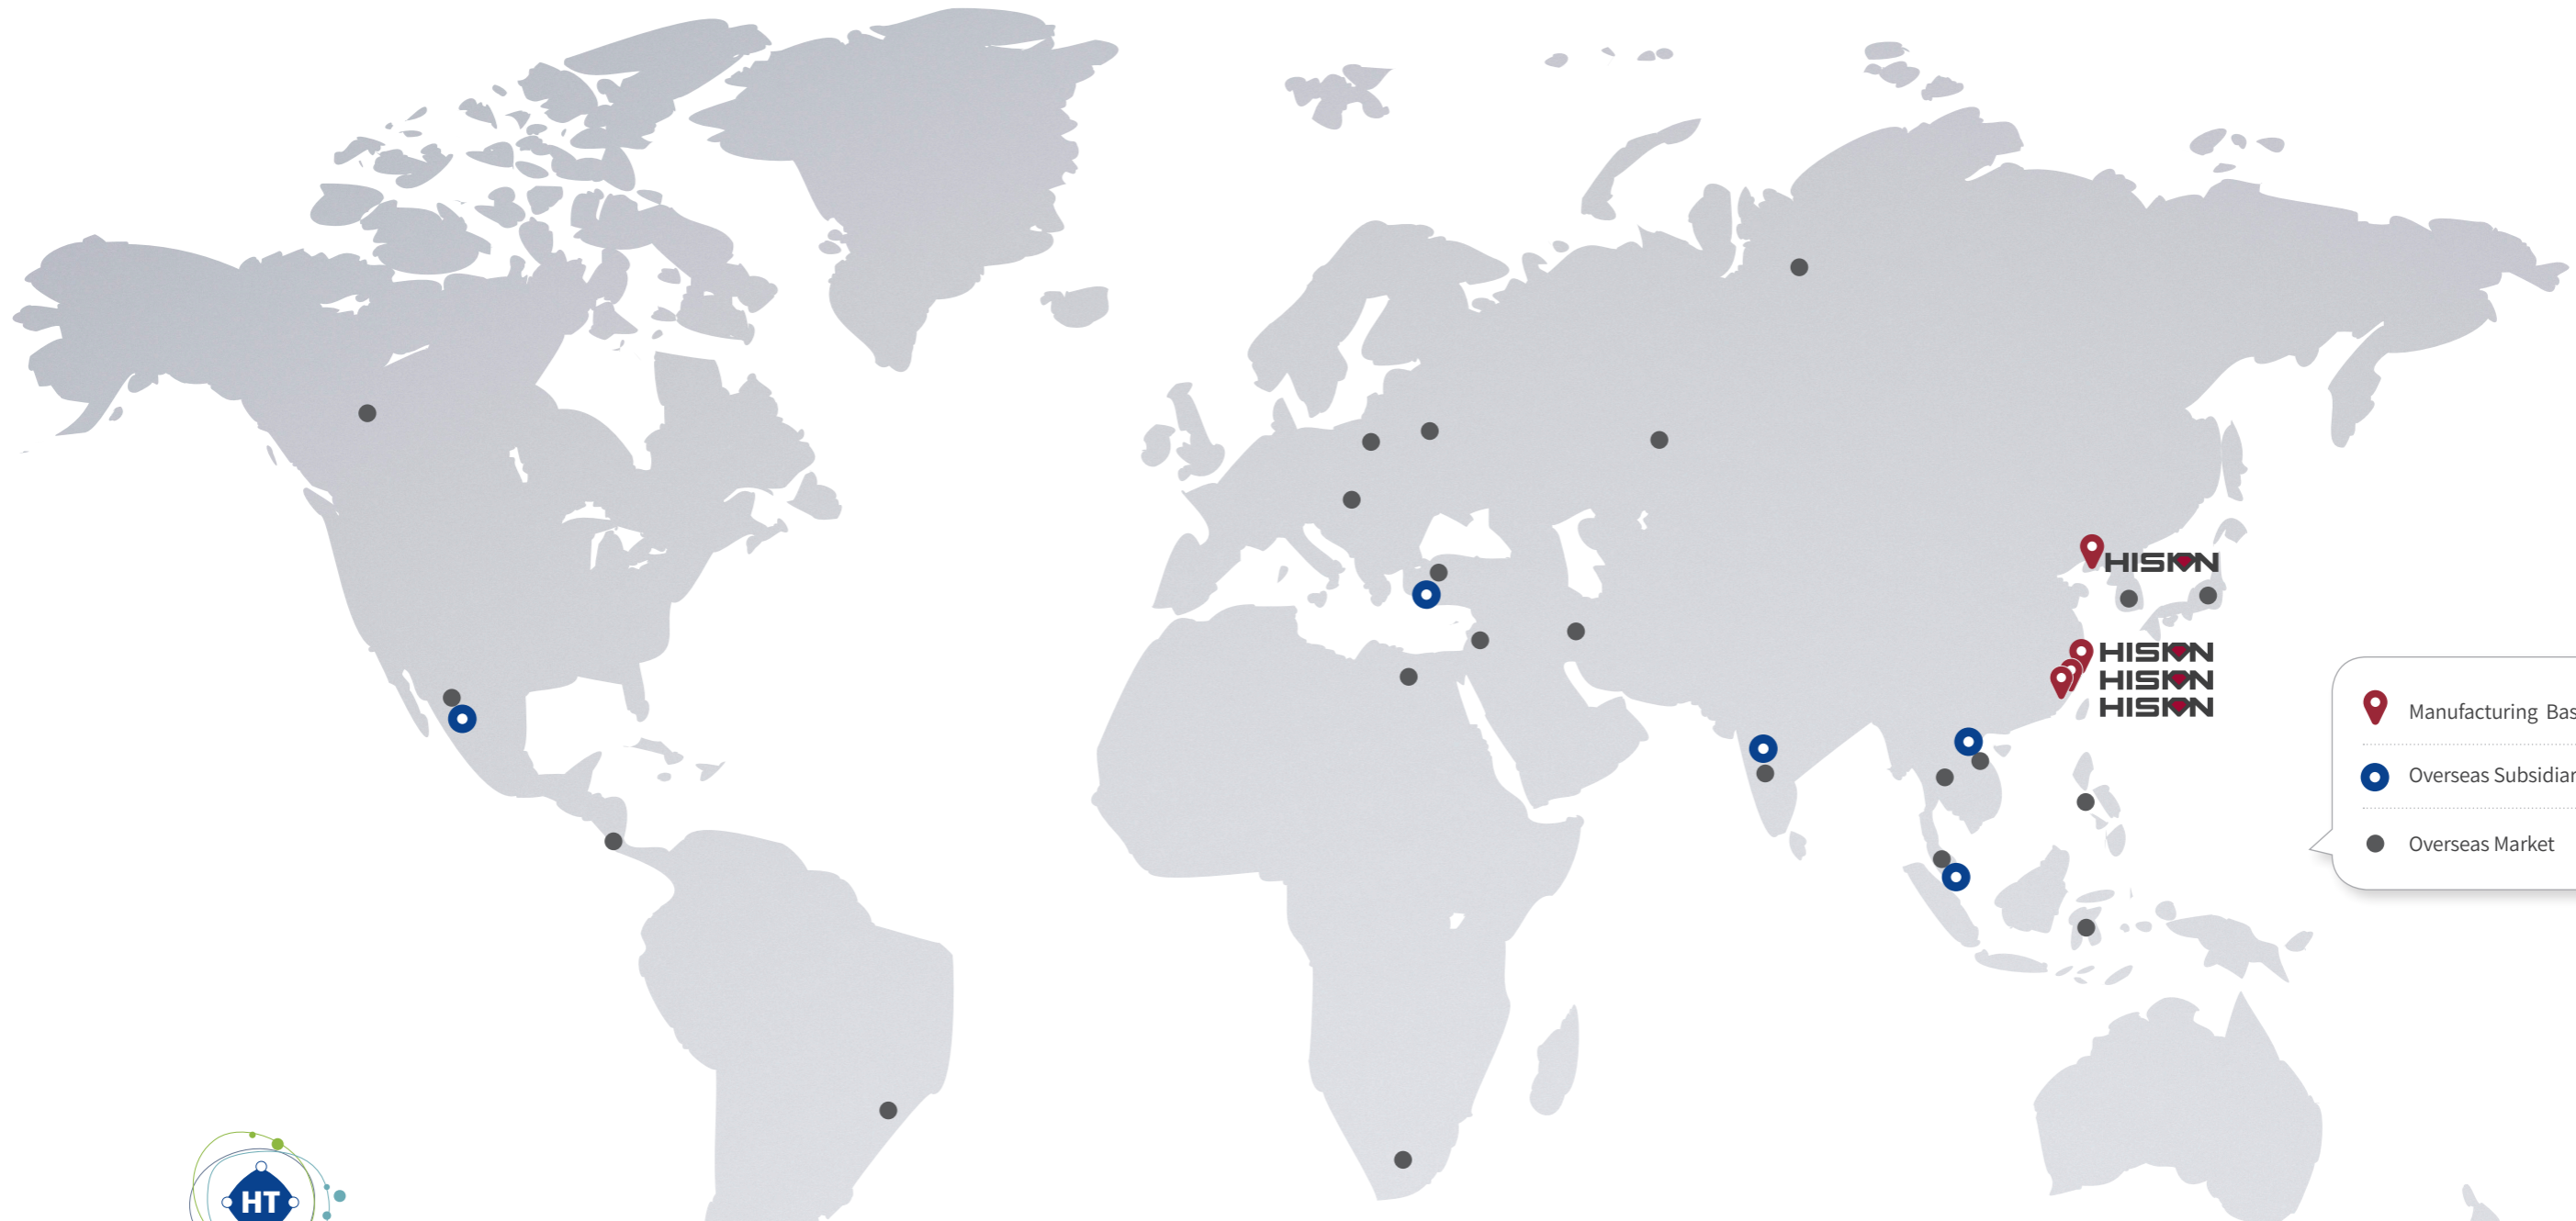 HISION
HISION
HISION
HISION
Manufacturing Bas
Overseas Subsidiar
Overseas Market
HT